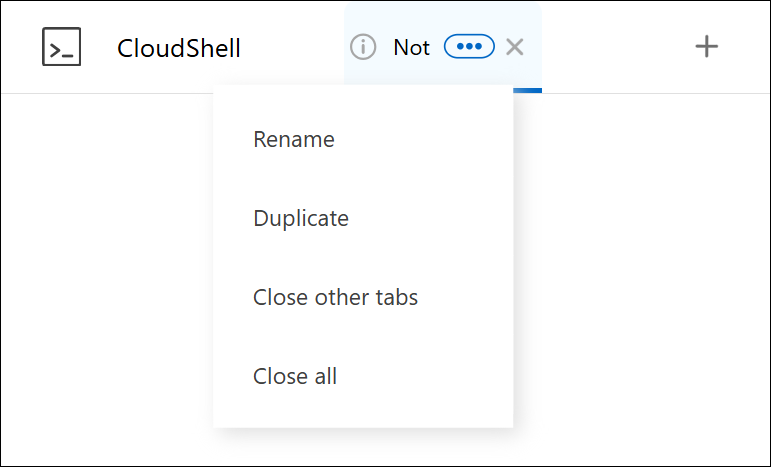 CloudShell Not
Rename
Duplicate
Close other tabs
Close all